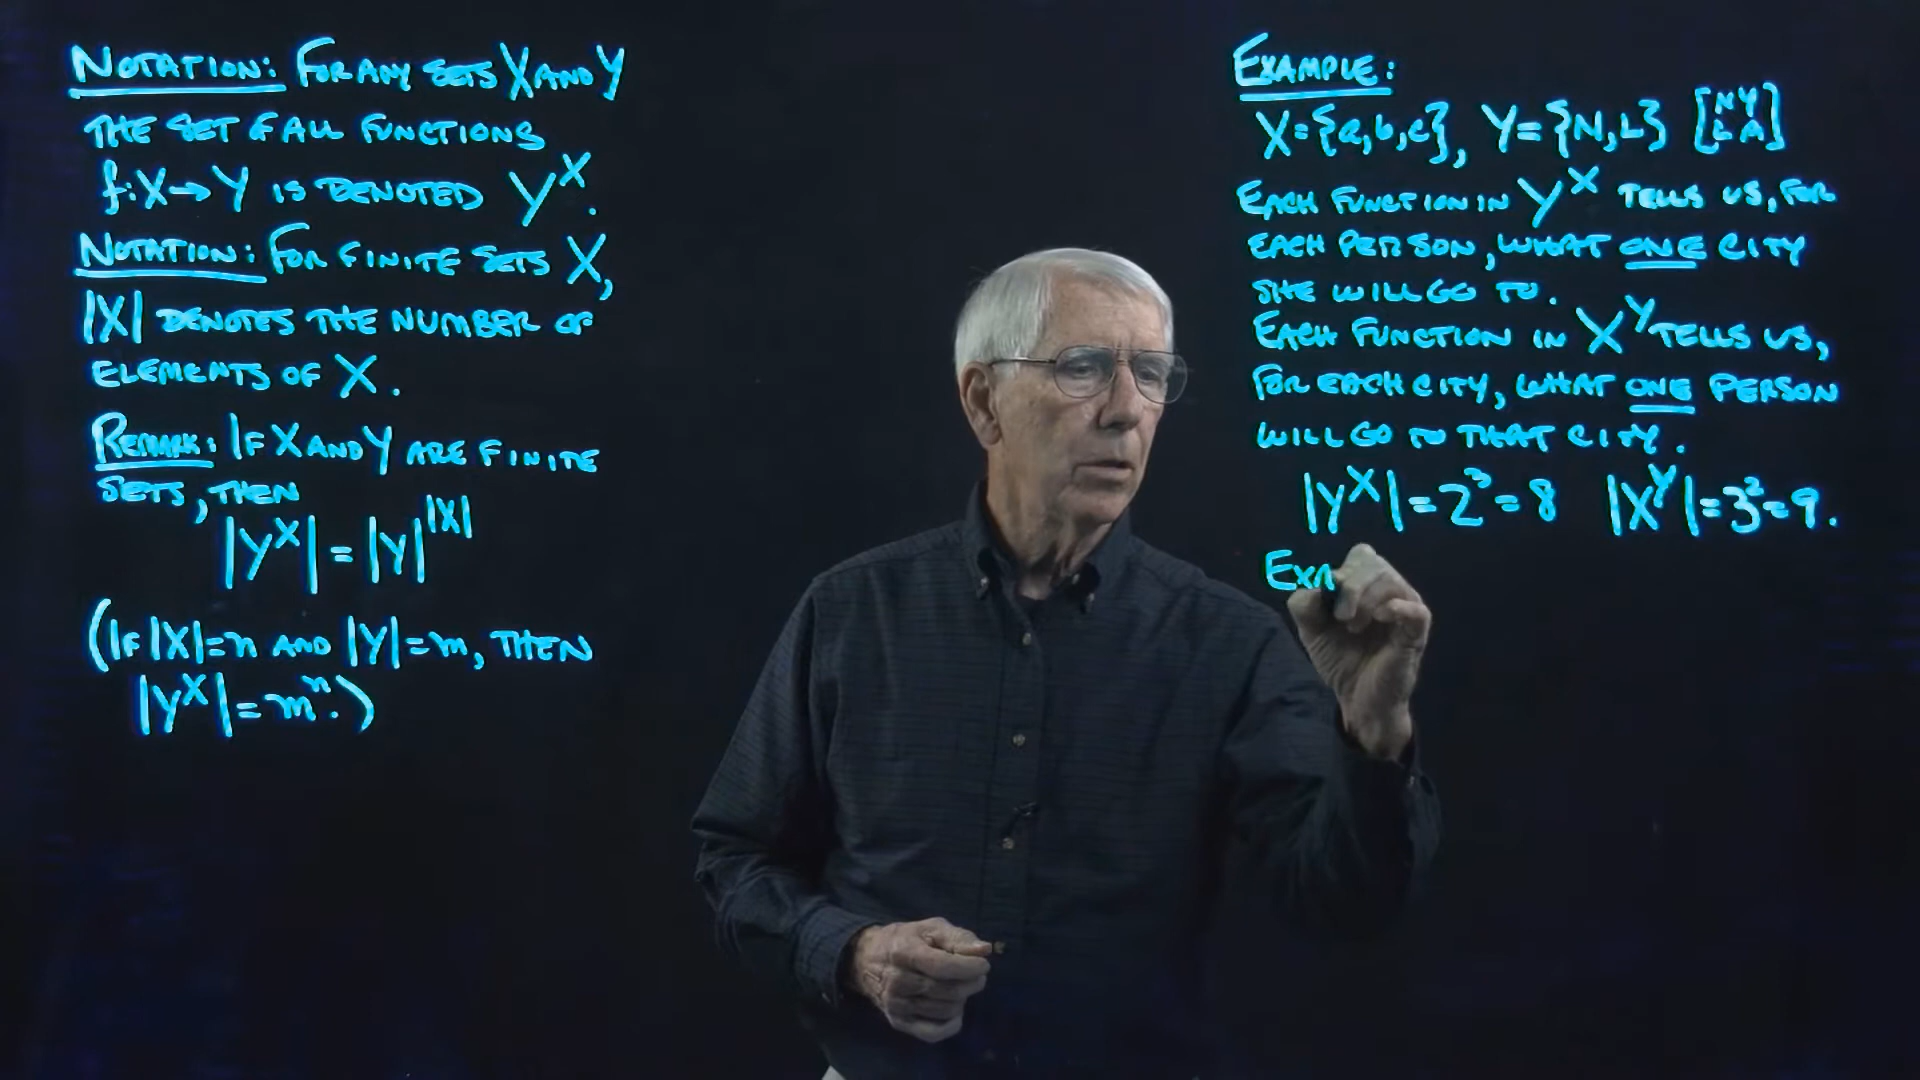 NOTATION: FOR ANY SETS X AND Y
THE SET OF ALL FUNCTIONS
f: X → Y IS DENOTED Y^X.
NOTATION: FOR FINITE SETS X,
|X| DENOTES THE NUMBER OF
ELEMENTS OF X.
REMARK: IF X AND Y ARE FINITE
SETS, THEN
|Y^X| = |Y|^|X|
(IF |X|=n AND |Y|=m, THEN
|Y^X| = m^n.)
EXAMPLE:
X={a,b,c}, Y={N,L} [NY LA]
EACH FUNCTION IN Y^X TELLS US, FOR
EACH PERSON, WHAT ONE CITY
SHE WILL GO TO.
EACH FUNCTION IN X^Y TELLS US,
FOR EACH CITY, WHAT ONE PERSON
WILL GO TO THAT CITY.
|Y^X|=2^3=8 |X^Y|=3^2=9.
EXA